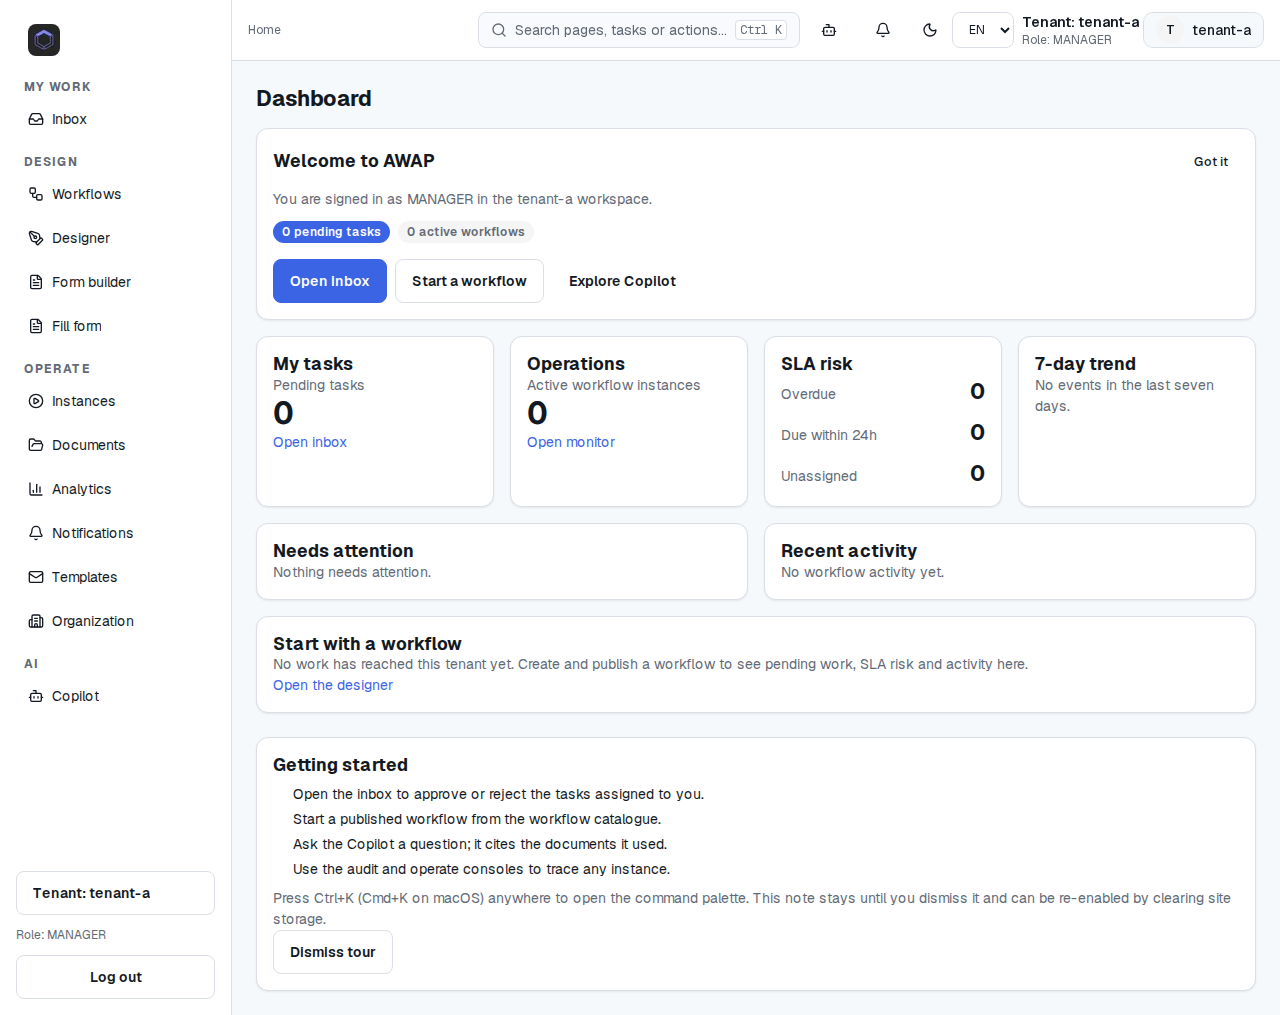 MY WORK
Inbox
DESIGN
Workflows
Designer
Form builder
Fill form
OPERATE
Instances
Documents
Analytics
Notifications
Templates
Organization
AI
Copilot
Tenant: tenant-a
Role: MANAGER
Log out
Home
Search pages, tasks or actions... Ctrl K
EN
Tenant: tenant-a
Role: MANAGER
T tenant-a
Dashboard
Welcome to AWAP
Got it
You are signed in as MANAGER in the tenant-a workspace.
0 pending tasks 0 active workflows
Open Inbox Start a workflow Explore Copilot
My tasks
Pending tasks
0
Open inbox
Operations
Active workflow instances
0
Open monitor
SLA risk
Overdue 0
Due within 24h 0
Unassigned 0
7-day trend
No events in the last seven
days.
Needs attention
Nothing needs attention.
Recent activity
No workflow activity yet.
Start with a workflow
No work has reached this tenant yet. Create and publish a workflow to see pending work, SLA risk and activity here.
Open the designer
Getting started
Open the inbox to approve or reject the tasks assigned to you.
Start a published workflow from the workflow catalogue.
Ask the Copilot a question; it cites the documents it used.
Use the audit and operate consoles to trace any instance.
Press Ctrl+K (Cmd+K on macOS) anywhere to open the command palette. This note stays until you dismiss it and can be re-enabled by clearing site
storage.
Dismiss tour